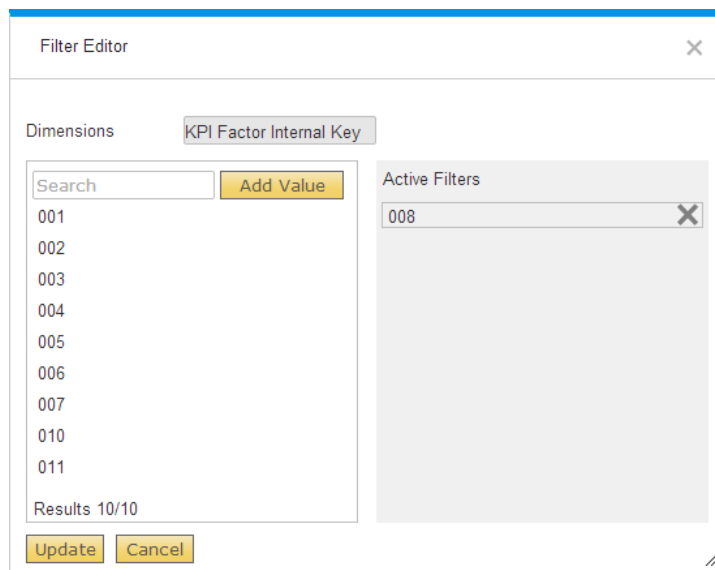 Filter Editor
Dimensions KPI Factor Internal Key
Search Add Value
001
002
003
004
005
006
007
010
011
Results 10/10
Active Filters
008
Update Cancel